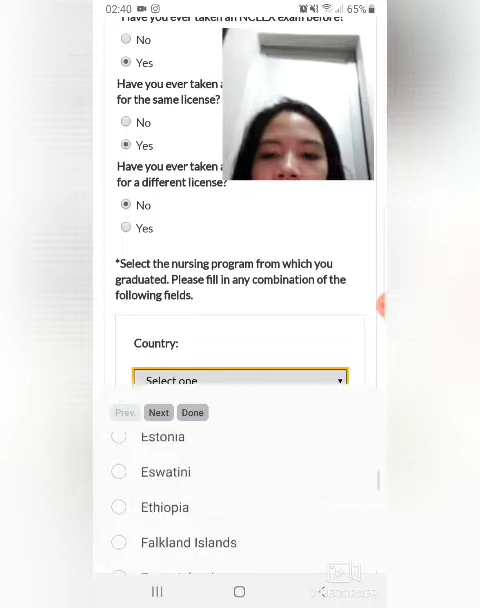 02:40
65%
Have you ever taken an NCLEX exam before?
No
Yes
Have you ever taken
for the same license?
No
Yes
Have you ever taken
for a different license?
No
Yes
*Select the nursing program from which you
graduated. Please fill in any combination of the
following fields.
Country:
Select one
Prev. Next Done
Estonia
Eswatini
Ethiopia
Falkland Islands
VIRECORDER